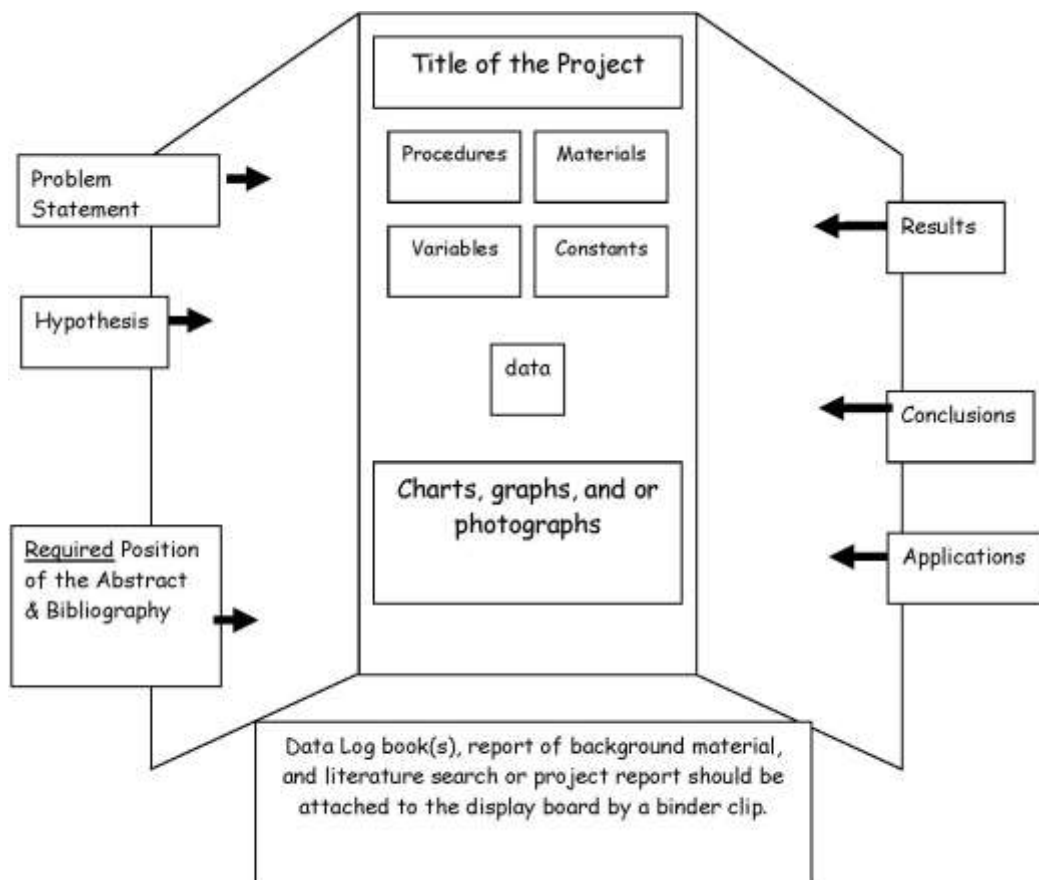 Title of the Project
Procedures
Materials
Variables
Constants
data
Charts, graphs, and or
photographs
Problem
Statement
Hypothesis
Required Position
of the Abstract
& Bibliography
Results
Conclusions
Applications
Data Log book(s), report of background material,
and literature search or project report should be
attached to the display board by a binder clip.